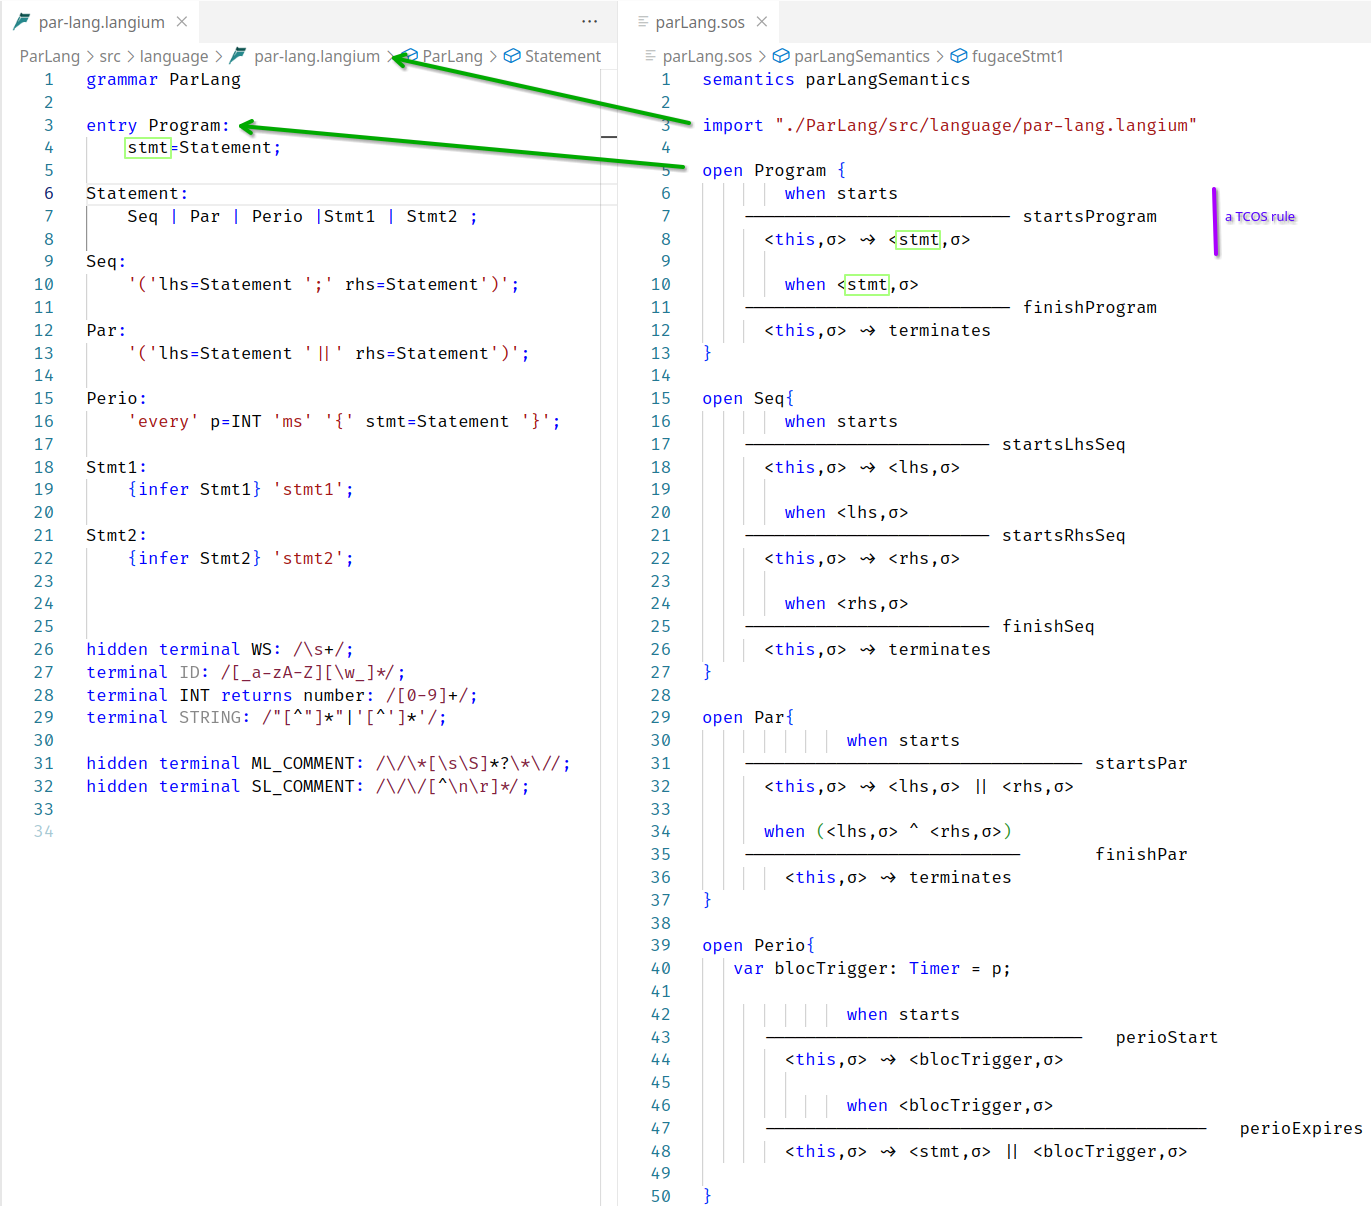 par-lang.langium ×
ParLang > src > language > par-lang.langium > ParLang > Statement
1 grammar ParLang
2
3 entry Program:
4 stmt=Statement;
5
6 Statement:
7 Seq | Par | Perio |Stmt1 | Stmt2 ;
8
9 Seq:
10 '('lhs=Statement ';' rhs=Statement')';
11
12 Par:
13 '('lhs=Statement '||' rhs=Statement')';
14
15 Perio:
16 'every' p=INT 'ms' '{' stmt=Statement '}';
17
18 Stmt1:
19 {infer Stmt1} 'stmt1';
20
21 Stmt2:
22 {infer Stmt2} 'stmt2';
23
24
25
26 hidden terminal WS: /\s+/;
27 terminal ID: /[_a-zA-Z][\w_]*/;
28 terminal INT returns number: /[0-9]+/;
29 terminal STRING: /"[^"]*"|'[^']*'/;
30
31 hidden terminal ML_COMMENT: /\/\*[\s\S]*?\*\//;
32 hidden terminal SL_COMMENT: /\/\/[^\n\r]*/;
33
34
parLang.sos ×
parLang.sos > parLangSemantics > fugaceStmt1
1 semantics parLangSemantics
2
3 import "./ParLang/src/language/par-lang.langium"
4
5 open Program {
6 when starts
7 ――――――――――――――――――――― startsProgram
a TCOS rule
8 <this,σ> ⇝ <stmt,σ>
9
10 when <stmt,σ>
11 ――――――――――――――――――――― finishProgram
12 <this,σ> ⇝ terminates
13 }
14
15 open Seq{
16 when starts
17 ――――――――――――――――――― startsLhsSeq
18 <this,σ> ⇝ <lhs,σ>
19
20 when <lhs,σ>
21 ――――――――――――――――――― startsRhsSeq
22 <this,σ> ⇝ <rhs,σ>
23
24 when <rhs,σ>
25 ――――――――――――――――――― finishSeq
26 <this,σ> ⇝ terminates
27 }
28
29 open Par{
30 when starts
31 ――――――――――――――――――――――――――― startsPar
32 <this,σ> ⇝ <lhs,σ> || <rhs,σ>
33
34 when (<lhs,σ> ^ <rhs,σ>)
35 ―――――――――――――――――――――― finishPar
36 <this,σ> ⇝ terminates
37 }
38
39 open Perio{
40 var blocTrigger: Timer = p;
41
42 when starts
43 ――――――――――――――――――――――――― perioStart
44 <this,σ> ⇝ <blocTrigger,σ>
45
46 when <blocTrigger,σ>
47 ――――――――――――――――――――――――――――――――――― perioExpires
48 <this,σ> ⇝ <stmt,σ> || <blocTrigger,σ>
49
50 }